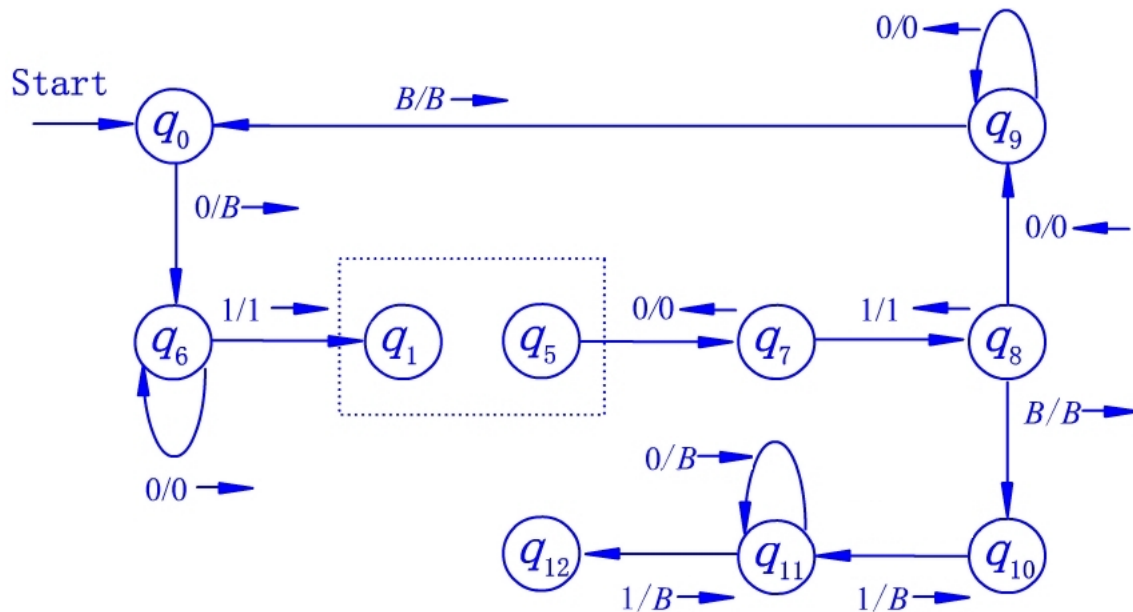 0/0 ←
Start
q0
B/B →
q9
0/B →
0/0 ←
1/1 →
0/0 ←
1/1 ←
q6
q1
q5
q7
q8
B/B →
0/B →
0/0 →
q12
q11
q10
1/B →
1/B →